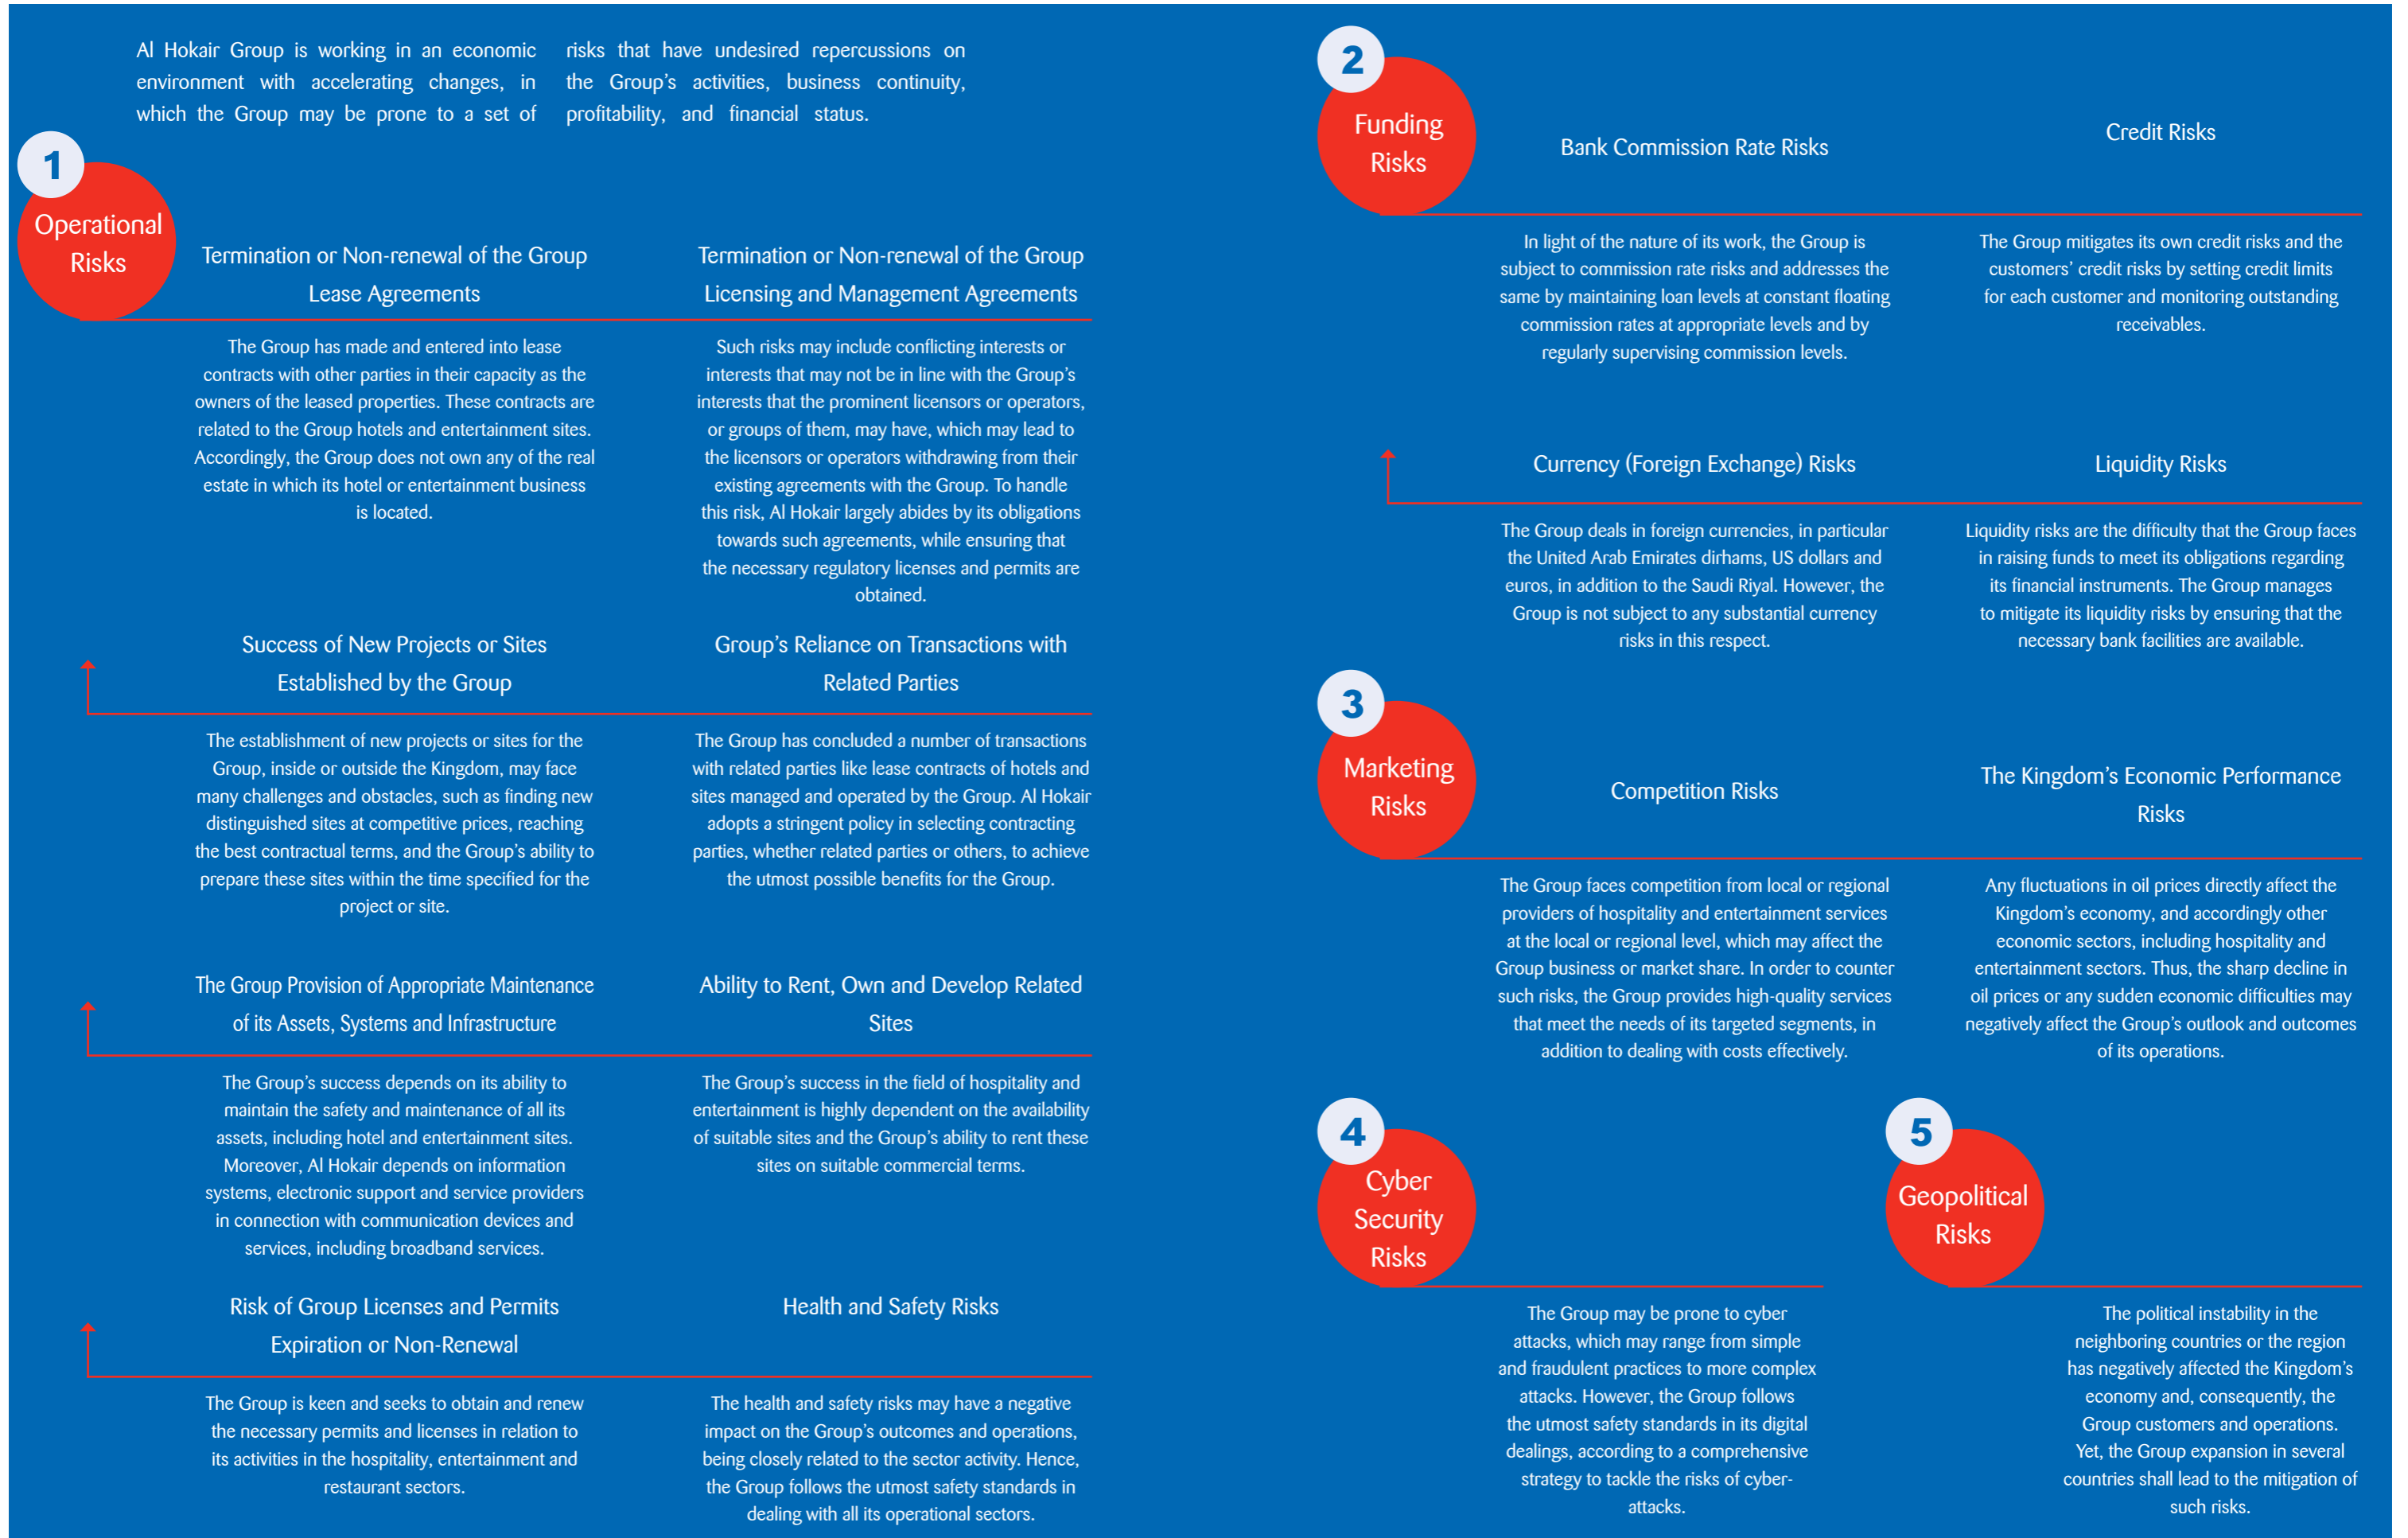 Al Hokair Group is working in an economic
environment with accelerating changes, in
which the Group may be prone to a set of
risks that have undesired repercussions on
the Group's activities, business continuity,
profitability, and financial status.
1
Operational
Risks
Termination or Non-renewal of the Group
Lease Agreements
The Group has made and entered into lease
contracts with other parties in their capacity as the
owners of the leased properties. These contracts are
related to the Group hotels and entertainment sites.
Accordingly, the Group does not own any of the real
estate in which its hotel or entertainment business
is located.
Termination or Non-renewal of the Group
Licensing and Management Agreements
Such risks may include conflicting interests or
interests that may not be in line with the Group's
interests that the prominent licensors or operators,
or groups of them, may have, which may lead to
the licensors or operators withdrawing from their
existing agreements with the Group. To handle
this risk, Al Hokair largely abides by its obligations
towards such agreements, while ensuring that
the necessary regulatory licenses and permits are
obtained.
Success of New Projects or Sites
Established by the Group
The establishment of new projects or sites for the
Group, inside or outside the Kingdom, may face
many challenges and obstacles, such as finding new
distinguished sites at competitive prices, reaching
the best contractual terms, and the Group's ability to
prepare these sites within the time specified for the
project or site.
Group's Reliance on Transactions with
Related Parties
The Group has concluded a number of transactions
with related parties like lease contracts of hotels and
sites managed and operated by the Group. Al Hokair
adopts a stringent policy in selecting contracting
parties, whether related parties or others, to achieve
the utmost possible benefits for the Group.
The Group Provision of Appropriate Maintenance
of its Assets, Systems and Infrastructure
The Group's success depends on its ability to
maintain the safety and maintenance of all its
assets, including hotel and entertainment sites.
Moreover, Al Hokair depends on information
systems, electronic support and service providers
in connection with communication devices and
services, including broadband services.
Ability to Rent, Own and Develop Related
Sites
The Group's success in the field of hospitality and
entertainment is highly dependent on the availability
of suitable sites and the Group's ability to rent these
sites on suitable commercial terms.
Risk of Group Licenses and Permits
Expiration or Non-Renewal
The Group is keen and seeks to obtain and renew
the necessary permits and licenses in relation to
its activities in the hospitality, entertainment and
restaurant sectors.
Health and Safety Risks
The health and safety risks may have a negative
impact on the Group's outcomes and operations,
being closely related to the sector activity. Hence,
the Group follows the utmost safety standards in
dealing with all its operational sectors.
2
Funding
Risks
Bank Commission Rate Risks
In light of the nature of its work, the Group is
subject to commission rate risks and addresses the
same by maintaining loan levels at constant floating
commission rates at appropriate levels and by
regularly supervising commission levels.
Credit Risks
The Group mitigates its own credit risks and the
customers' credit risks by setting credit limits
for each customer and monitoring outstanding
receivables.
Currency (Foreign Exchange) Risks
The Group deals in foreign currencies, in particular
the United Arab Emirates dirhams, US dollars and
euros, in addition to the Saudi Riyal. However, the
Group is not subject to any substantial currency
risks in this respect.
Liquidity Risks
Liquidity risks are the difficulty that the Group faces
in raising funds to meet its obligations regarding
its financial instruments. The Group manages
to mitigate its liquidity risks by ensuring that the
necessary bank facilities are available.
3
Marketing
Risks
Competition Risks
The Group faces competition from local or regional
providers of hospitality and entertainment services
at the local or regional level, which may affect the
Group business or market share. In order to counter
such risks, the Group provides high-quality services
that meet the needs of its targeted segments, in
addition to dealing with costs effectively.
The Kingdom's Economic Performance
Risks
Any fluctuations in oil prices directly affect the
Kingdom's economy, and accordingly other
economic sectors, including hospitality and
entertainment sectors. Thus, the sharp decline in
oil prices or any sudden economic difficulties may
negatively affect the Group's outlook and outcomes
of its operations.
4
Cyber
Security
Risks
The Group may be prone to cyber
attacks, which may range from simple
and fraudulent practices to more complex
attacks. However, the Group follows
the utmost safety standards in its digital
dealings, according to a comprehensive
strategy to tackle the risks of cyber-
attacks.
5
Geopolitical
Risks
The political instability in the
neighboring countries or the region
has negatively affected the Kingdom's
economy and, consequently, the
Group customers and operations.
Yet, the Group expansion in several
countries shall lead to the mitigation of
such risks.